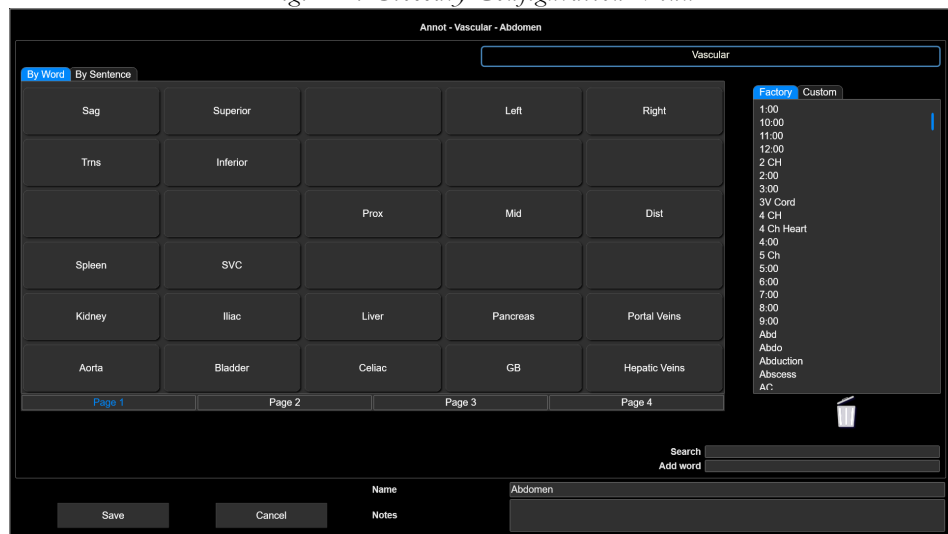 Annot - Vascular - Abdomen
Vascular
By Word By Sentence
Sag Superior Left Right
Trns Inferior
Prox Mid Dist
Spleen SVC
Kidney Iliac Liver Pancreas Portal Veins
Aorta Bladder Celiac GB Hepatic Veins
Page 1 Page 2 Page 3 Page 4
Factory Custom
1:00
10:00
11:00
12:00
2 CH
2:00
3:00
3V Cord
4 CH
4 Ch Heart
4:00
5 Ch
5:00
6:00
7:00
8:00
9:00
Abd
Abdo
Abduction
Abscess
AC
Search
Add word
Name Abdomen
Save Cancel Notes